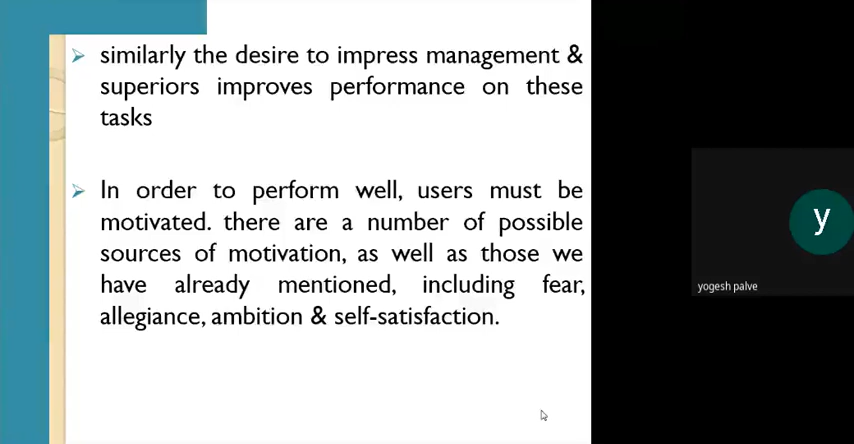 similarly the desire to impress management &
superiors improves performance on these
tasks
In order to perform well, users must be
motivated. there are a number of possible
sources of motivation, as well as those we
have already mentioned, including fear,
allegiance, ambition & self-satisfaction.
y
yogesh palve